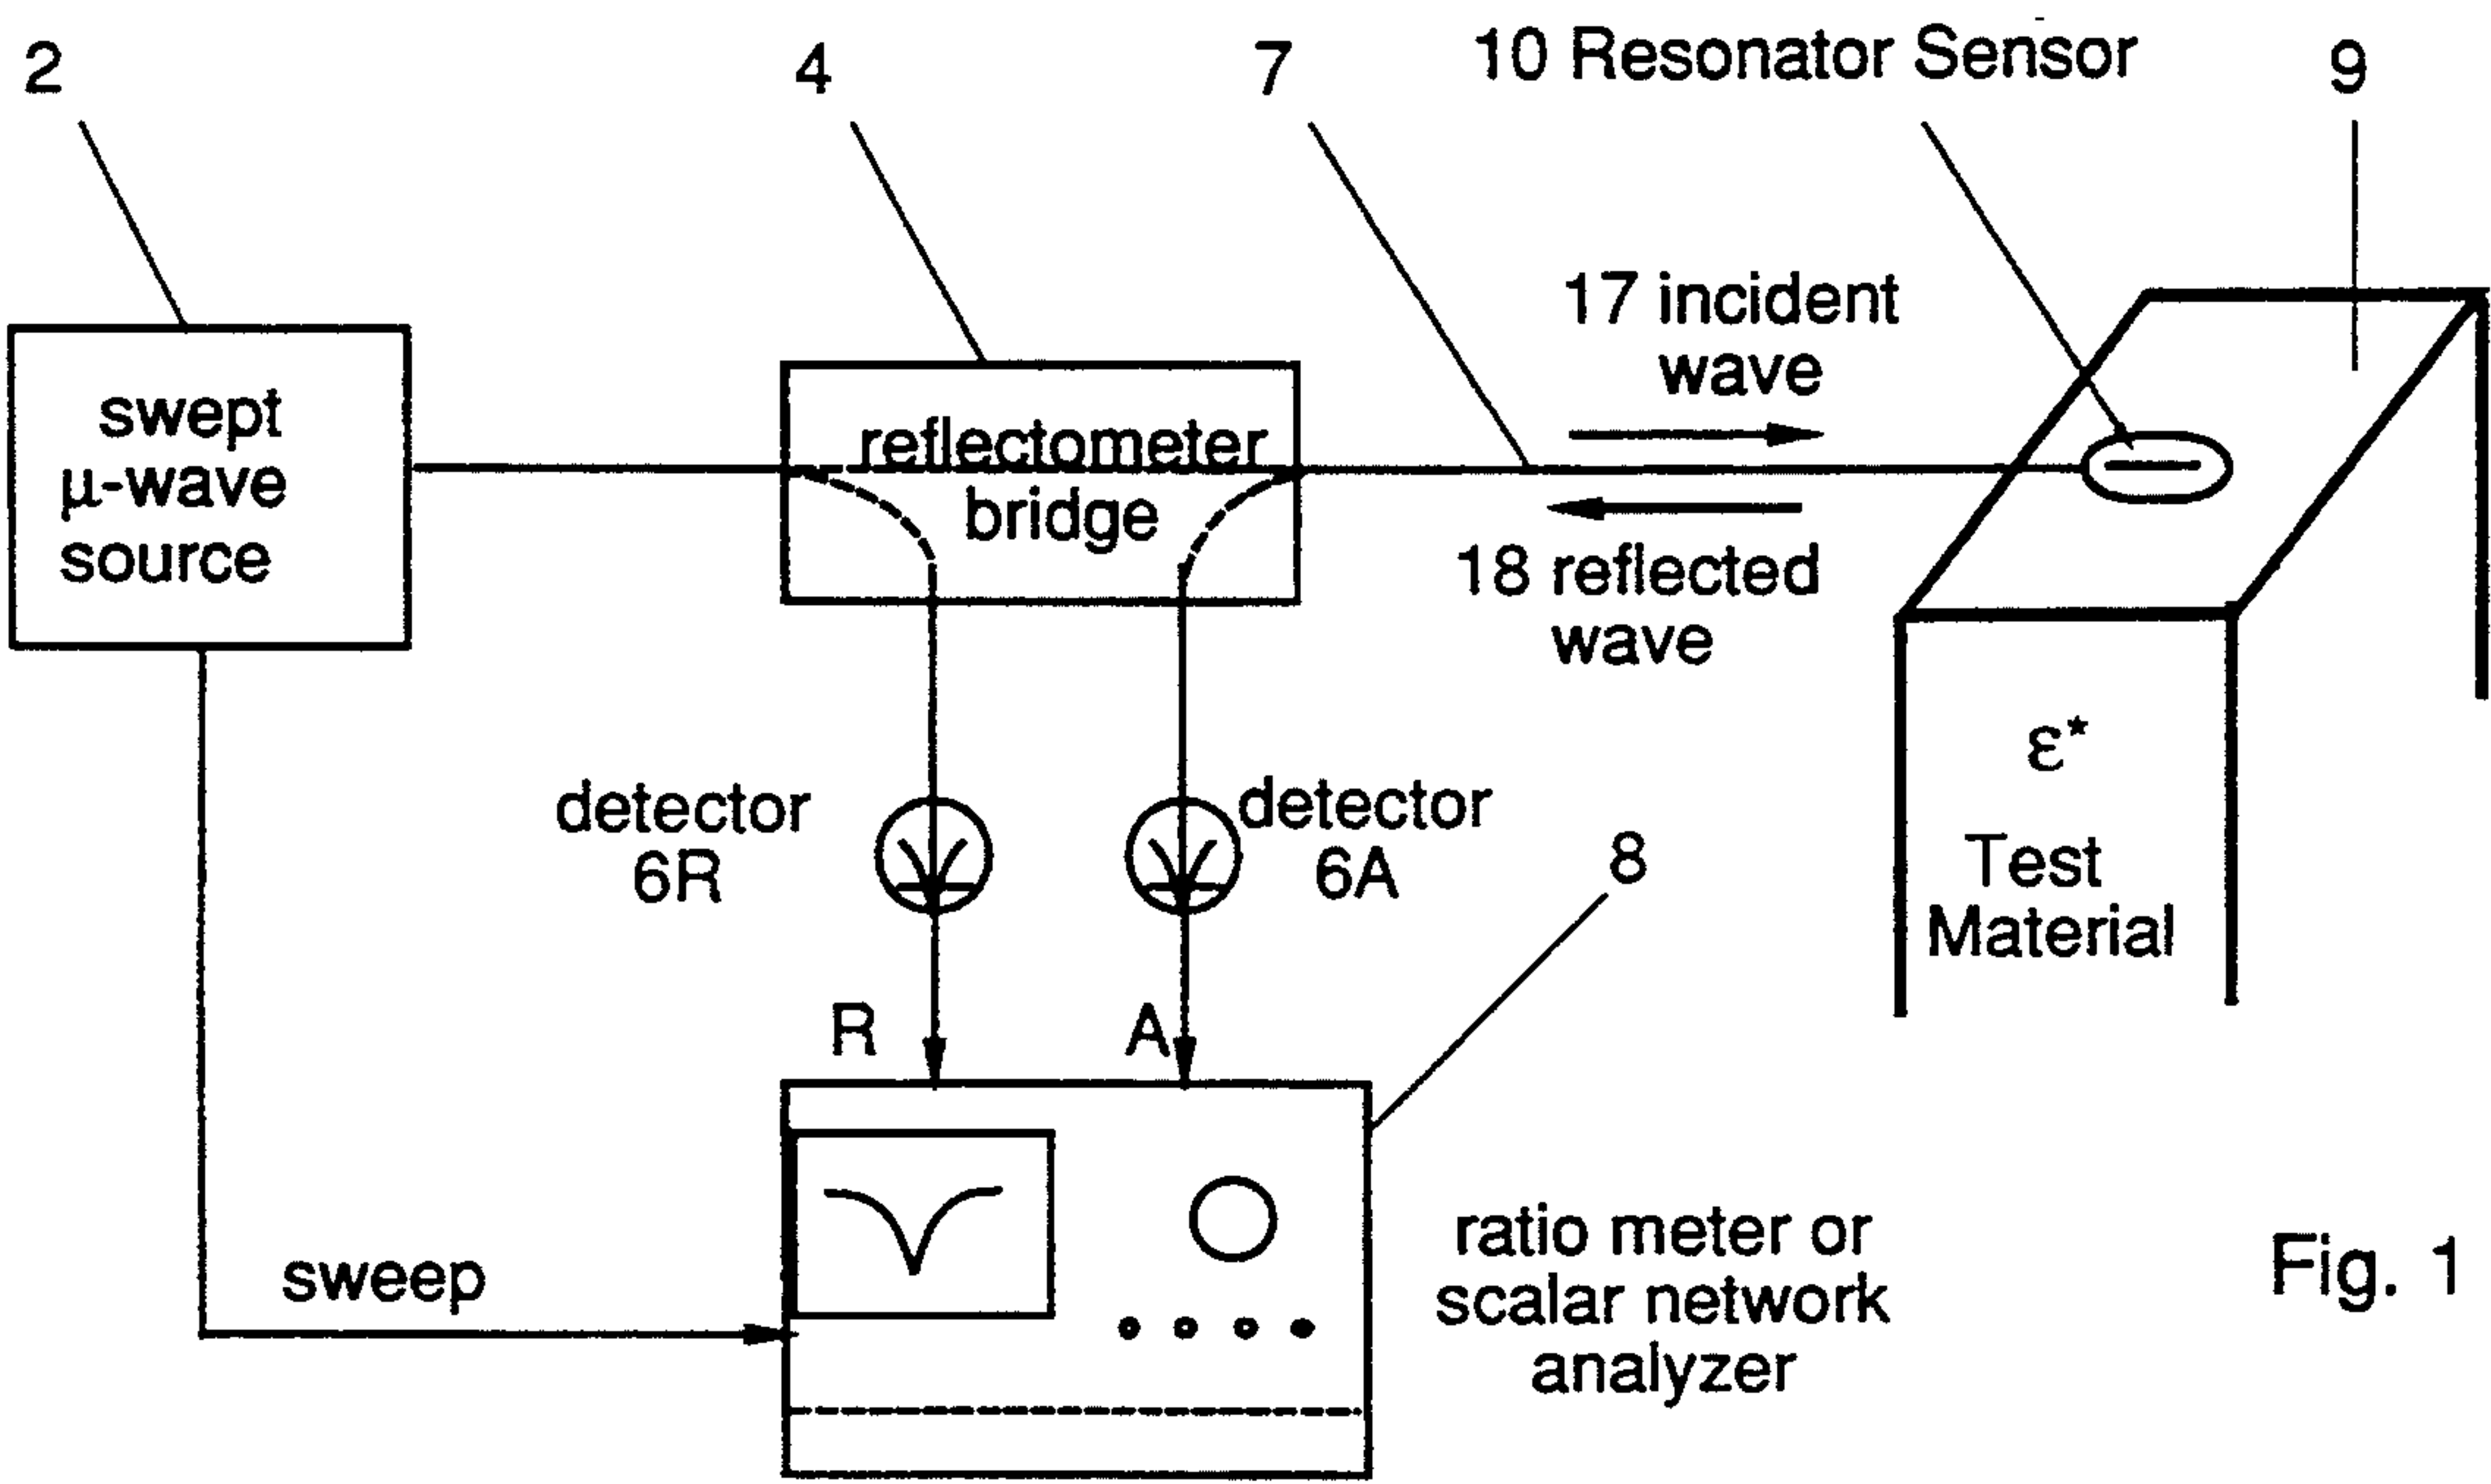 2
4
7
10 Resonator Sensor
9
17 incident
wave
swept
μ-wave
source
reflectometer
bridge
18 reflected
wave
ε*
Test
Material
detector
6R
detector
6A
8
R
A
sweep
ratio meter or
scalar network
analyzer
Fig. 1